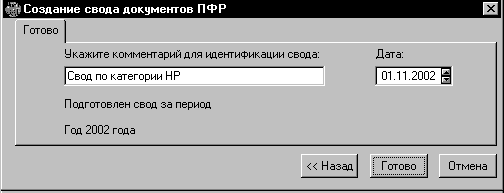 Создание свода документов ПФР
Готово
Укажите комментарий для идентификации свода:
Дата:
Свод по категории НР
01.11.2002
Подготовлен свод за период
Год 2002 года
<< Назад
Готово
Отмена